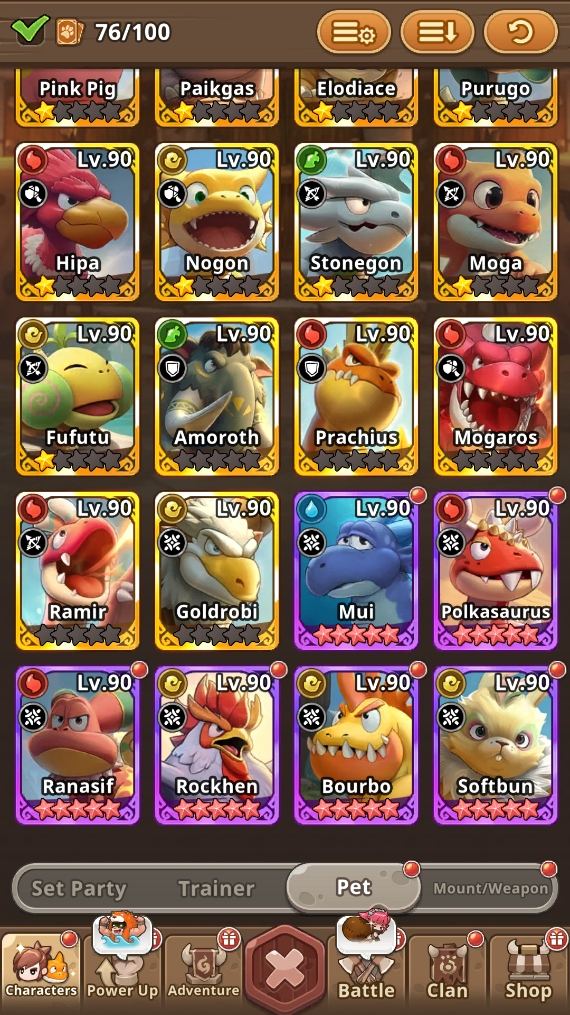 76/100
Pink Pig Paikgas Elodiace Purugo
Lv.90 Lv.90 Lv.90 Lv.90
Hipa Nogon Stonegon Moga
Lv.90 Lv.90 Lv.90 Lv.90
Fufutu Amoroth Prachius Mogaros
Lv.90 Lv.90 Lv.90 Lv.90
Ramir Goldrobi Mui Polkasaurus
Lv.90 Lv.90 Lv.90 Lv.90
Ranasif Rockhen Bourbo Softbun
Set Party Trainer Pet Mount/Weapon
Characters Power Up Adventure Battle Clan Shop